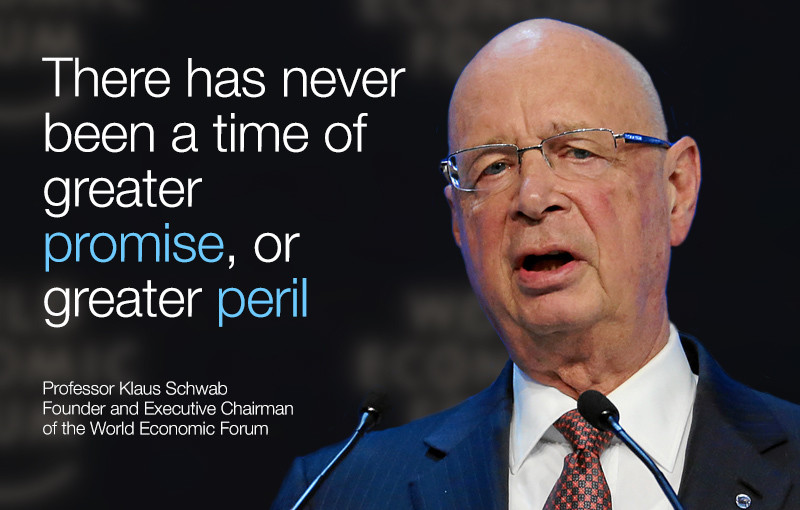 There has never
been a time of
greater
promise, or
greater peril
Professor Klaus Schwab
Founder and Executive Chairman
of the World Economic Forum